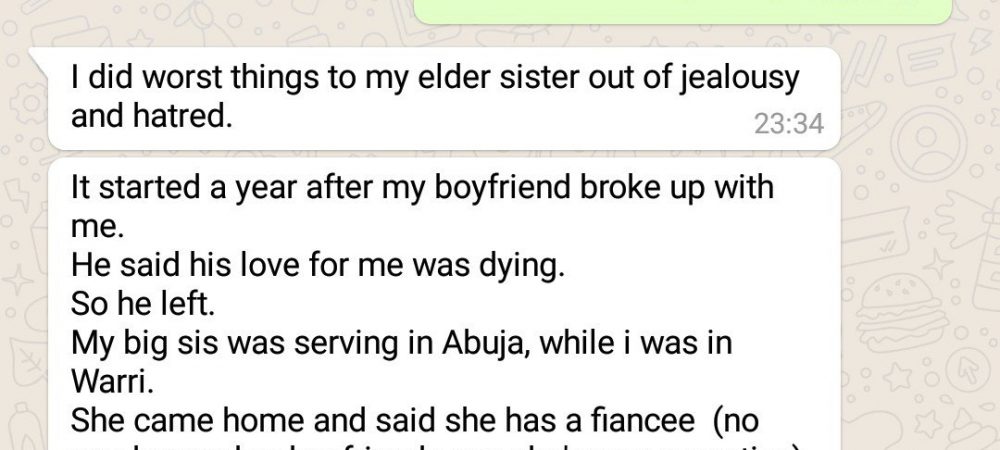 I did worst things to my elder sister out of jealousy
and hatred.
23:34
It started a year after my boyfriend broke up with
me.
He said his love for me was dying.
So he left.
My big sis was serving in Abuja, while i was in
Warri.
She came home and said she has a fiancee (no